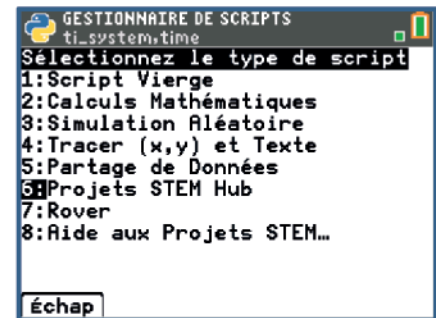 GESTIONNAIRE DE SCRIPTS
ti_system,time
Sélectionnez le type de script
1:Script Vierge
2:Calculs Mathématiques
3:Simulation Aléatoire
4:Tracer (x,y) et Texte
5:Partage de Données
6:Projets STEM Hub
7:Rover
8:Aide aux Projets STEM…
Échap